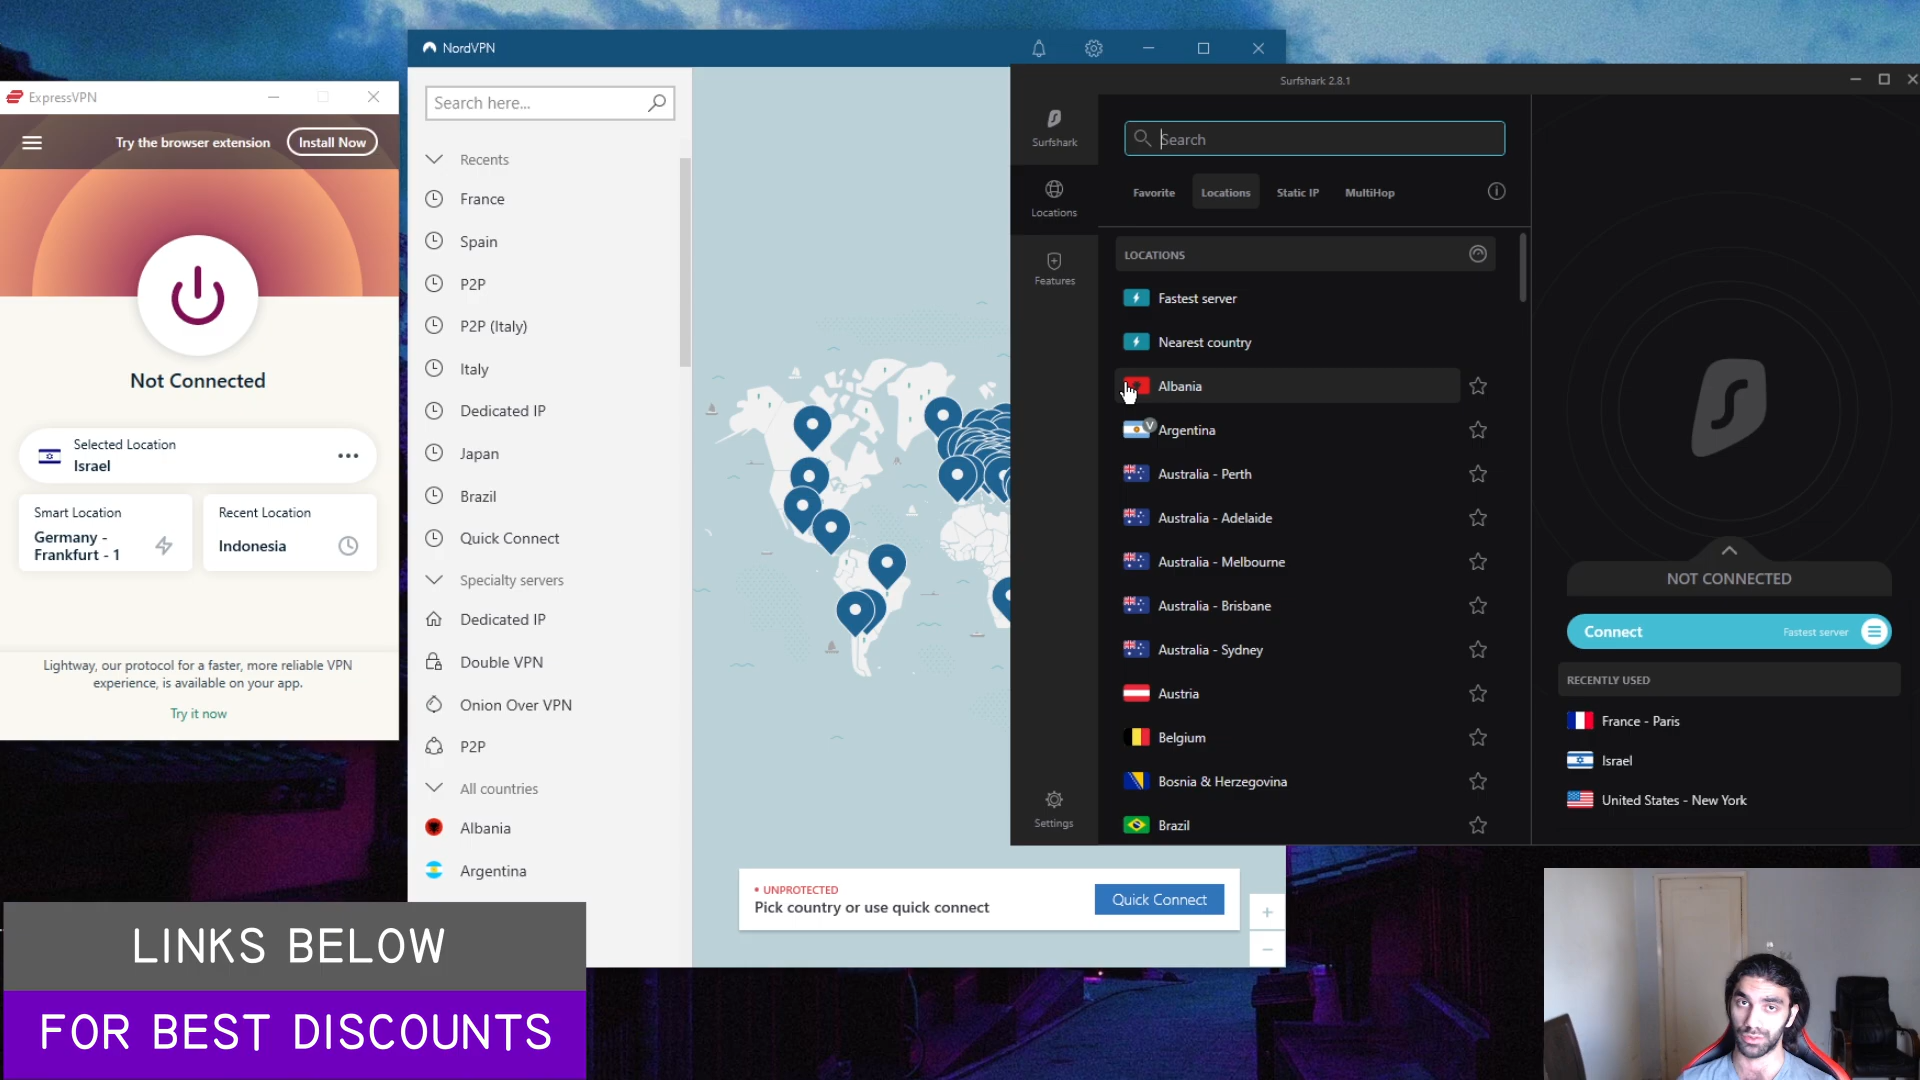 ExpressVPN
Try the browser extension
Install Now
Not Connected
Selected Location
Israel
Smart Location
Germany -
Frankfurt - 1
Recent Location
Indonesia
Lightway, our protocol for a faster, more reliable VPN
experience, is available on your app.
Try it now
NordVPN
Search here...
Recents
France
Spain
P2P
P2P (Italy)
Italy
Dedicated IP
Japan
Brazil
Quick Connect
Specialty servers
Dedicated IP
Double VPN
Onion Over VPN
P2P
All countries
Albania
Argentina
UNPROTECTED
Pick country or use quick connect
Quick Connect
Surfshark 2.8.1
Surfshark
Locations
Features
Settings
Search
Favorite
Locations
Static IP
MultiHop
LOCATIONS
Fastest server
Nearest country
Albania
V
Argentina
Australia - Perth
Australia - Adelaide
Australia - Melbourne
Australia - Brisbane
Australia - Sydney
Austria
Belgium
Bosnia & Herzegovina
Brazil
NOT CONNECTED
Connect
Fastest server
RECENTLY USED
France - Paris
Israel
United States - New York
LINKS BELOW
FOR BEST DISCOUNTS